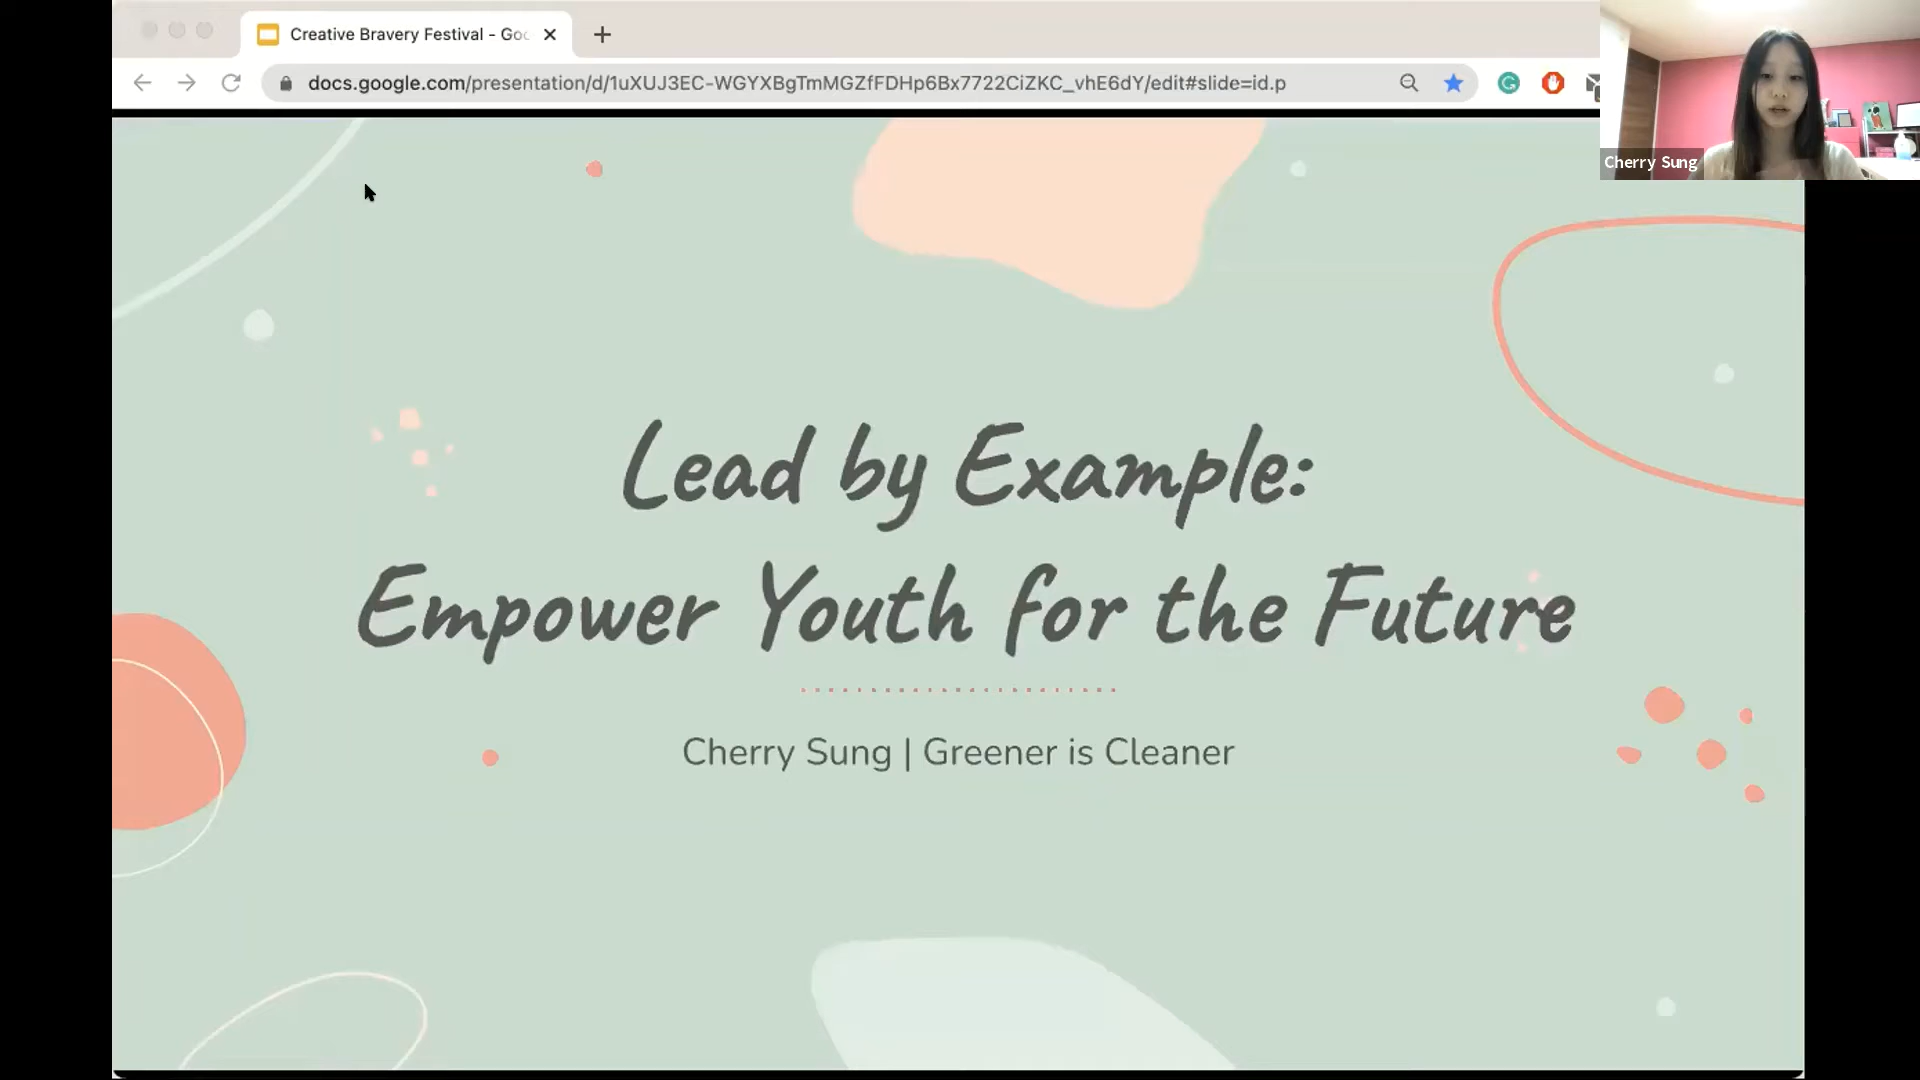 Creative Bravery Festival - Goo
docs.google.com/presentation/d/1uXUJ3EC-WGYXBgTmMGZfFDHp6Bx7722CiZKC_vhE6dY/edit#slide=id.p
Cherry Sung
Lead by Example:
Empower Youth for the Future
Cherry Sung | Greener is Cleaner